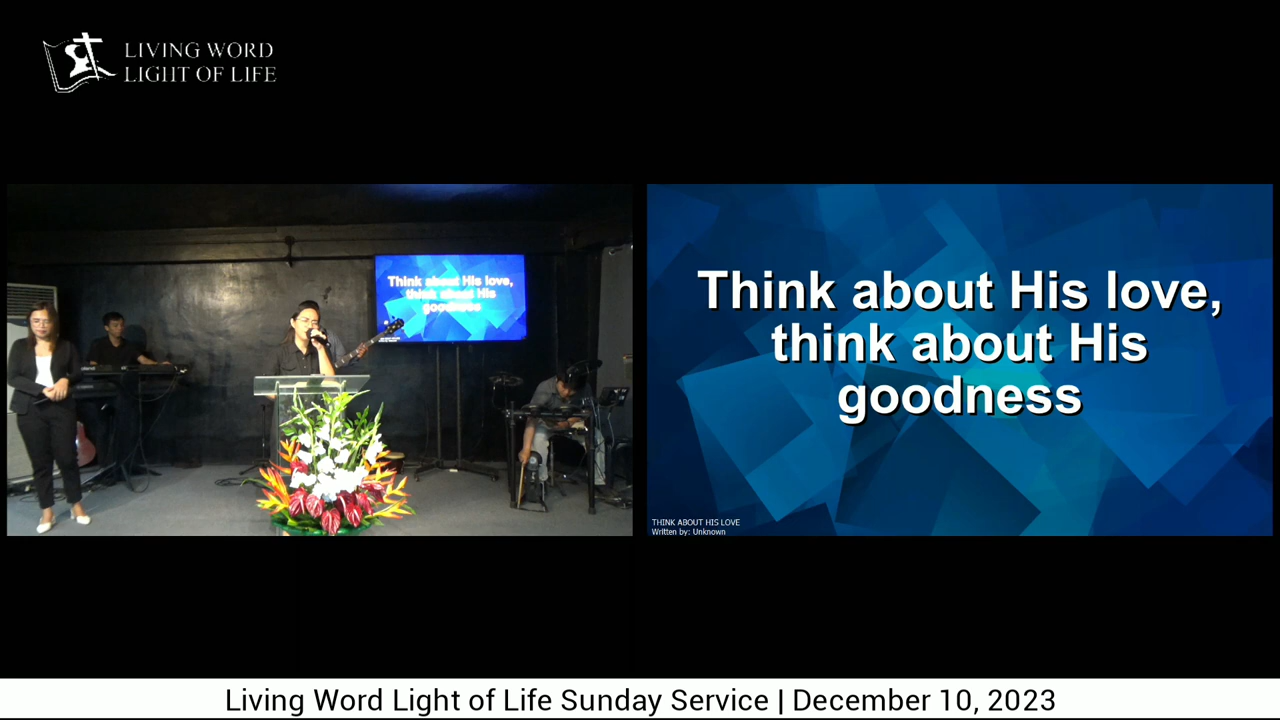 LIVING WORD
LIGHT OF LIFE
Think about His love,
think about His
goodness
Think about His love,
think about His
goodness
THINK ABOUT HIS LOVE
Written by: Unknown
Living Word Light of Life Sunday Service | December 10, 2023